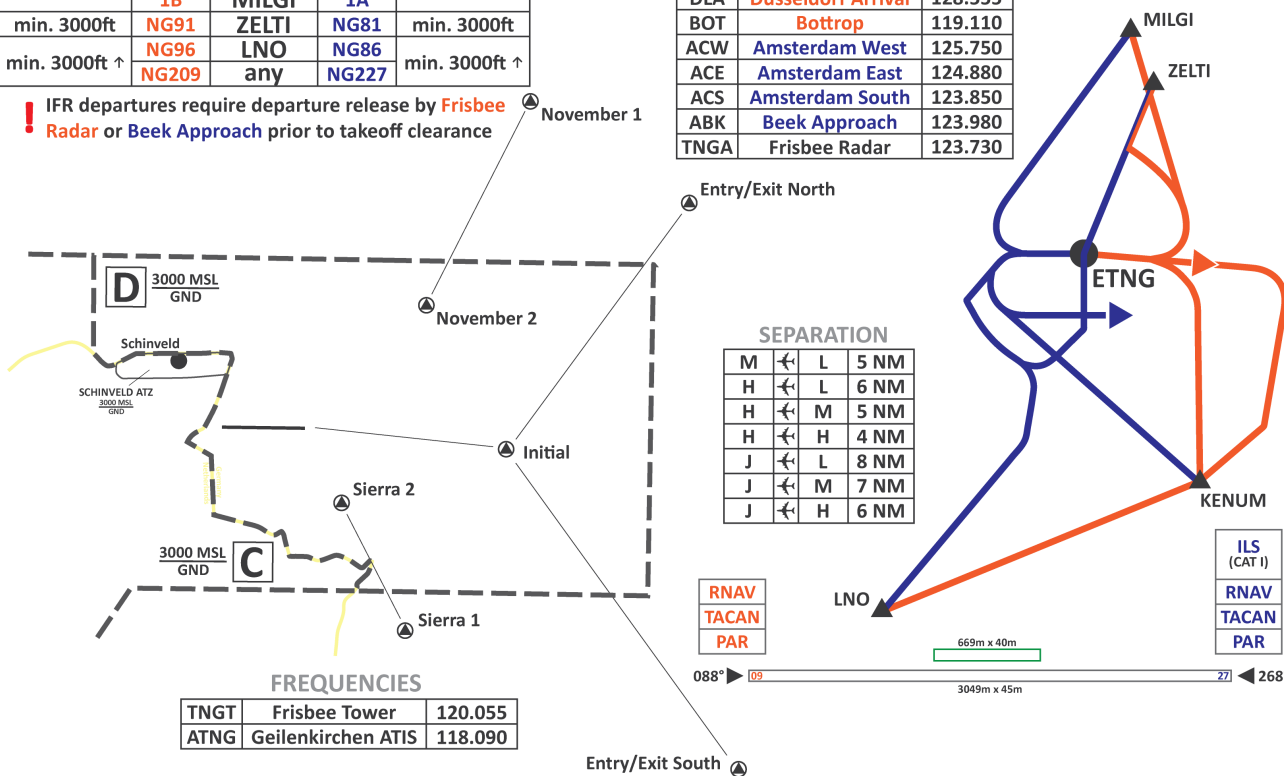 1B MILGI 1A
min. 3000ft NG91 ZELTI NG81 min. 3000ft
min. 3000ft ↑ NG96 LNO NG86 min. 3000ft ↑
NG209 any NG227
! IFR departures require departure release by Frisbee
Radar or Beek Approach prior to takeoff clearance
DLA Düsseldorf Arrival
BOT Bottrop 119.110
ACW Amsterdam West 125.750
ACE Amsterdam East 124.880
ACS Amsterdam South 123.850
ABK Beek Approach 123.980
TNGA Frisbee Radar 123.730
MILGI
ZELTI
ETNG
KENUM
LNO
November 1
Entry/Exit North
D 3000 MSL
GND
November 2
Schinveld
SCHINVELD ATZ
3000 MSL
GND
Initial
Sierra 2
3000 MSL
GND
C
Sierra 1
Entry/Exit South
SEPARATION
M L 5 NM
H L 6 NM
H M 5 NM
H H 4 NM
J L 8 NM
J M 7 NM
J H 6 NM
RNAV
TACAN
PAR
ILS
(CAT I)
RNAV
TACAN
PAR
669m x 40m
088° 09 27 268
3049m x 45m
FREQUENCIES
TNGT Frisbee Tower 120.055
ATNG Geilenkirchen ATIS 118.090